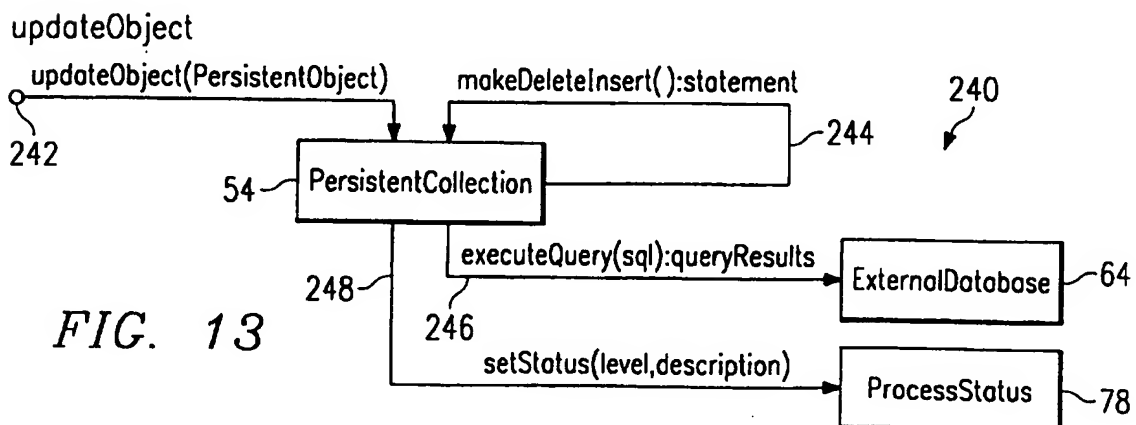 updateObject
updateObject(PersistentObject)
makeDeleteInsert():statement
240
242
244
54
PersistentCollection
executeQuery(sql):queryResults
248
246
ExternalDatabase
64
FIG. 13
setStatus(level,description)
ProcessStatus
78